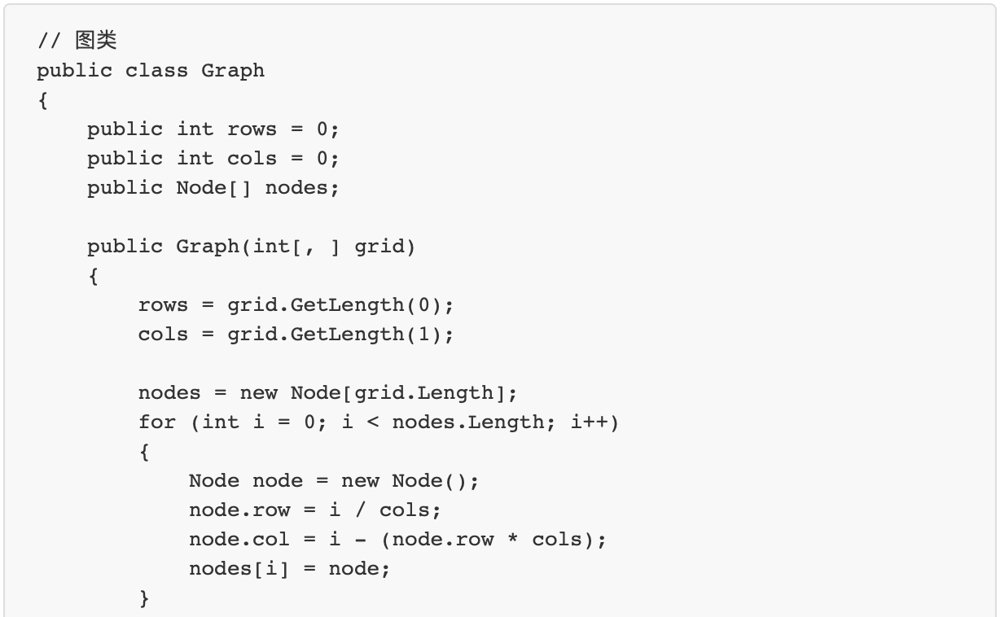 // 图类
public class Graph
{
    public int rows = 0;
    public int cols = 0;
    public Node[] nodes;

    public Graph(int[, ] grid)
    {
        rows = grid.GetLength(0);
        cols = grid.GetLength(1);

        nodes = new Node[grid.Length];
        for (int i = 0; i < nodes.Length; i++)
        {
            Node node = new Node();
            node.row = i / cols;
            node.col = i - (node.row * cols);
            nodes[i] = node;
        }